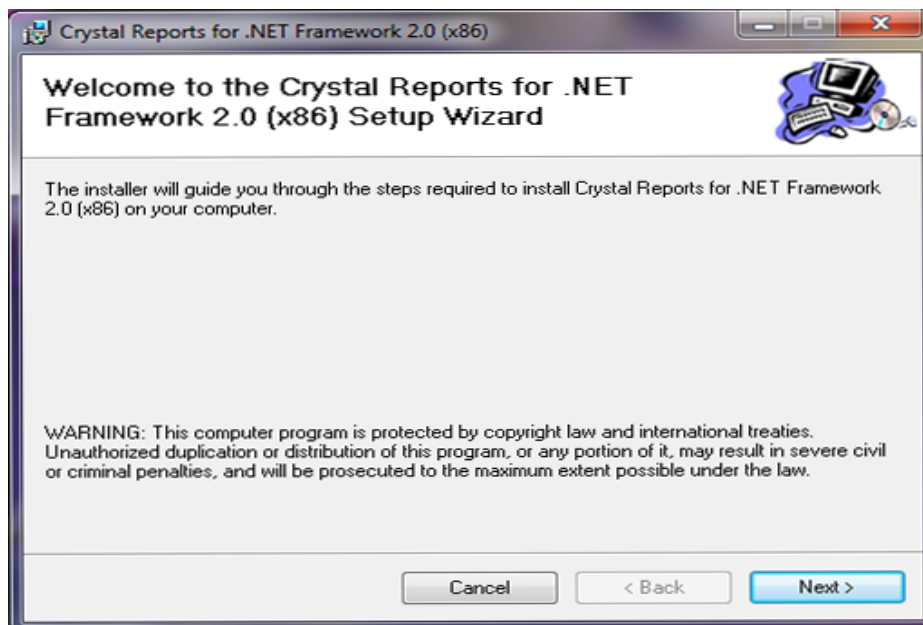 Crystal Reports for .NET Framework 2.0 (x86)
Welcome to the Crystal Reports for .NET
Framework 2.0 (x86) Setup Wizard
The installer will guide you through the steps required to install Crystal Reports for .NET Framework
2.0 (x86) on your computer.
WARNING: This computer program is protected by copyright law and international treaties.
Unauthorized duplication or distribution of this program, or any portion of it, may result in severe civil
or criminal penalties, and will be prosecuted to the maximum extent possible under the law.
Cancel < Back Next >